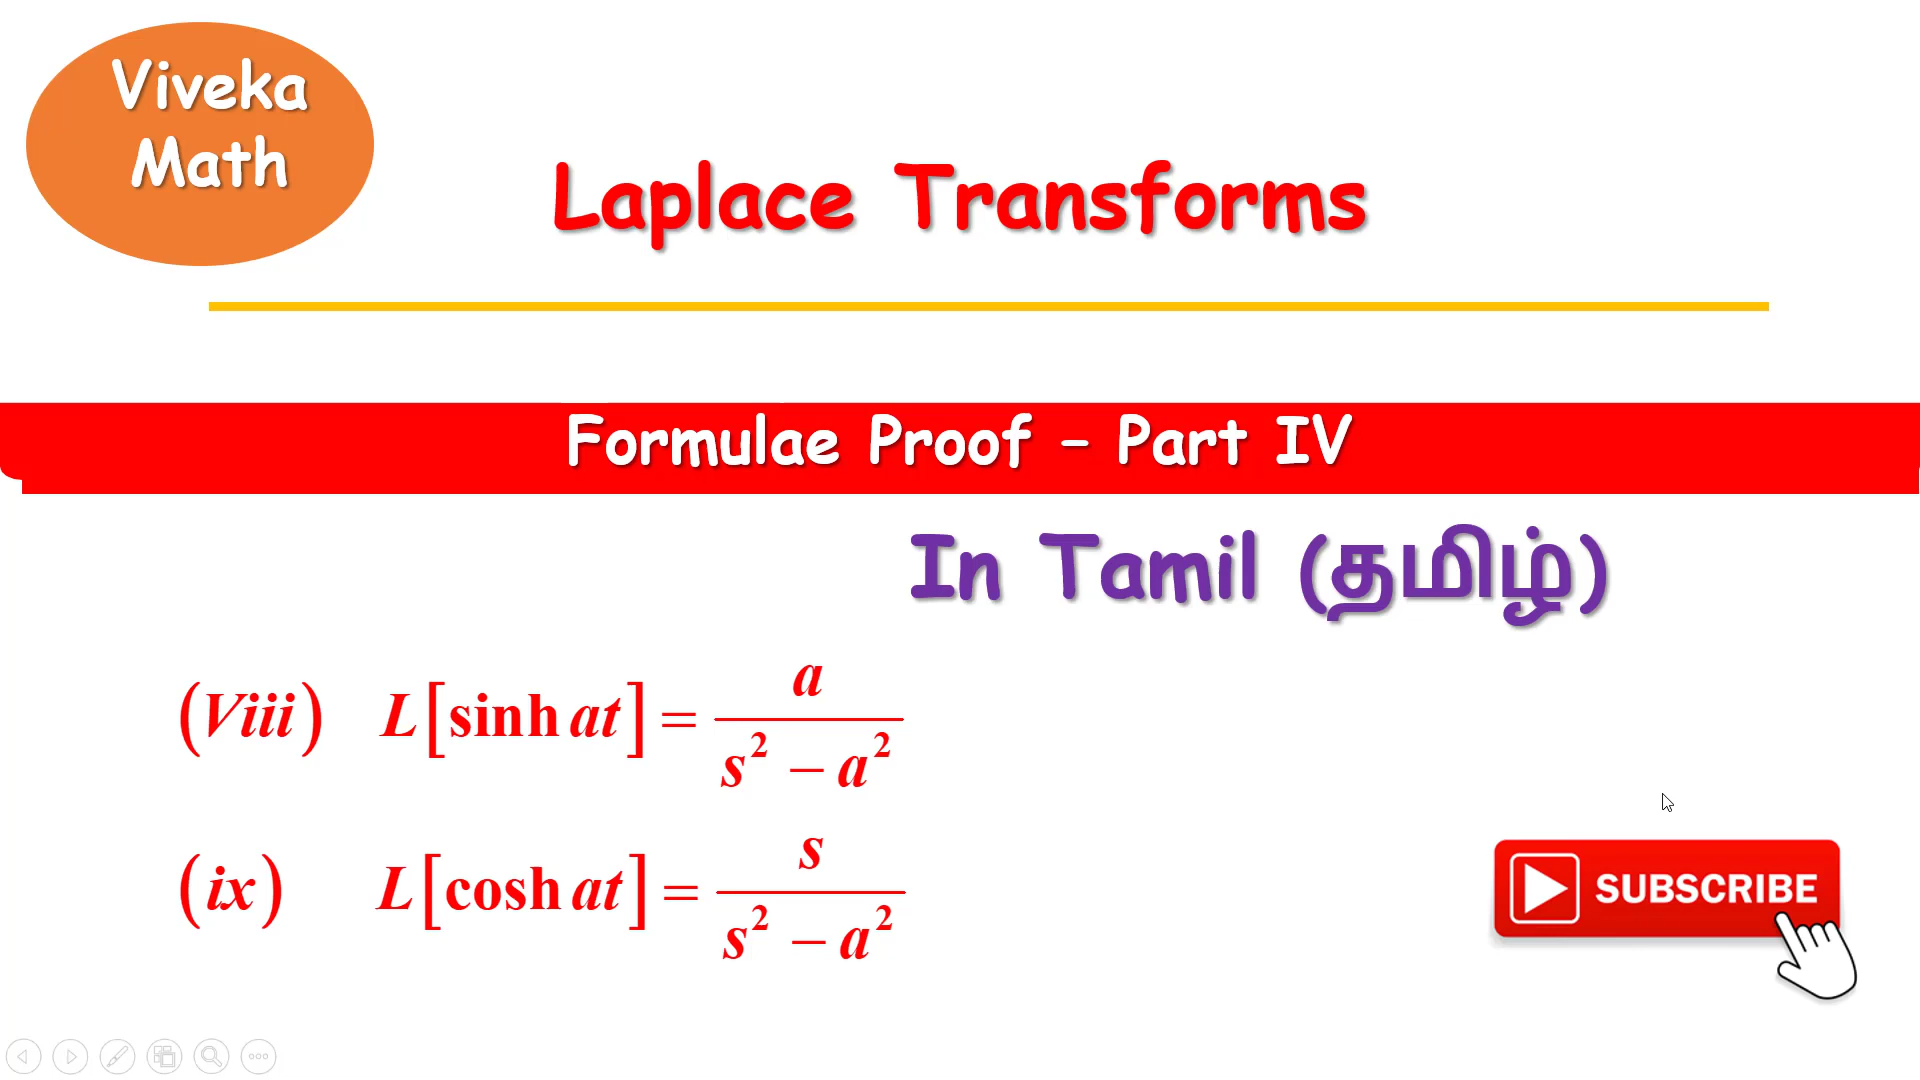 Viveka
Math
Laplace Transforms
Formulae Proof – Part IV
In Tamil (தமிழ்)
(Viii) L[sinh at] = a / (s² – a²)
(ix) L[cosh at] = s / (s² – a²)
SUBSCRIBE